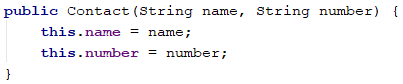 public Contact(String name, String number) {
    this.name = name;
    this.number = number;
}